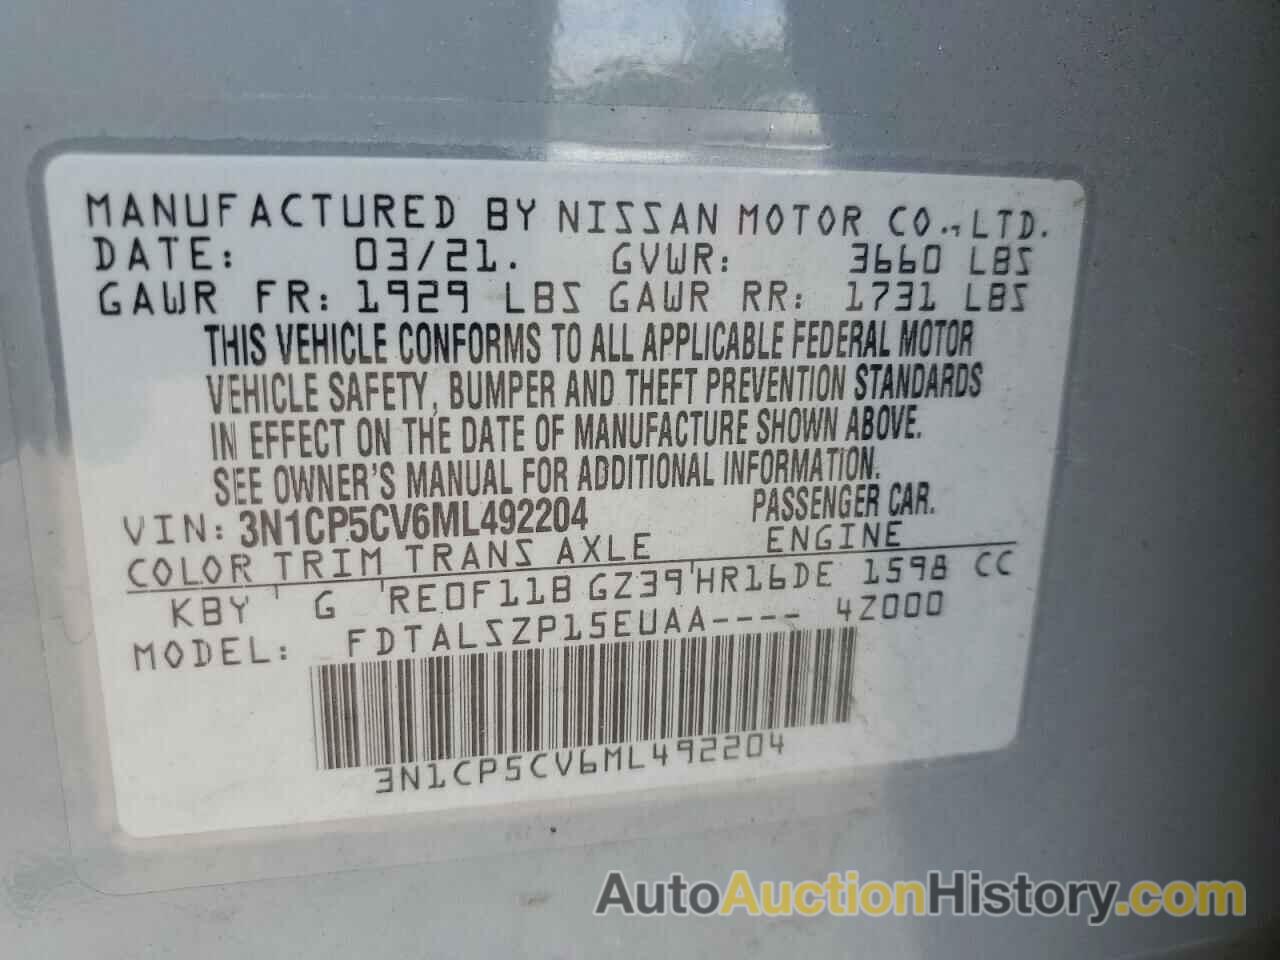 MANUFACTURED BY NISSAN MOTOR CO., LTD.
DATE: 03/21. GVWR: 3660 LBS
GAWR FR: 1929 LBS GAWR RR: 1731 LBS
THIS VEHICLE CONFORMS TO ALL APPLICABLE FEDERAL MOTOR
VEHICLE SAFETY, BUMPER AND THEFT PREVENTION STANDARDS
IN EFFECT ON THE DATE OF MANUFACTURE SHOWN ABOVE.
SEE OWNER'S MANUAL FOR ADDITIONAL INFORMATION.
VIN: 3N1CP5CV6ML492204 PASSENGER CAR.
COLOR TRIM TRANS AXLE ENGINE
KBY G RE0F11B GZ39 HR16DE 1598 CC
MODEL: FDTALSZP15EUAA---- 4Z000
3N1CP5CV6ML492204
AutoAuctionHistory.com